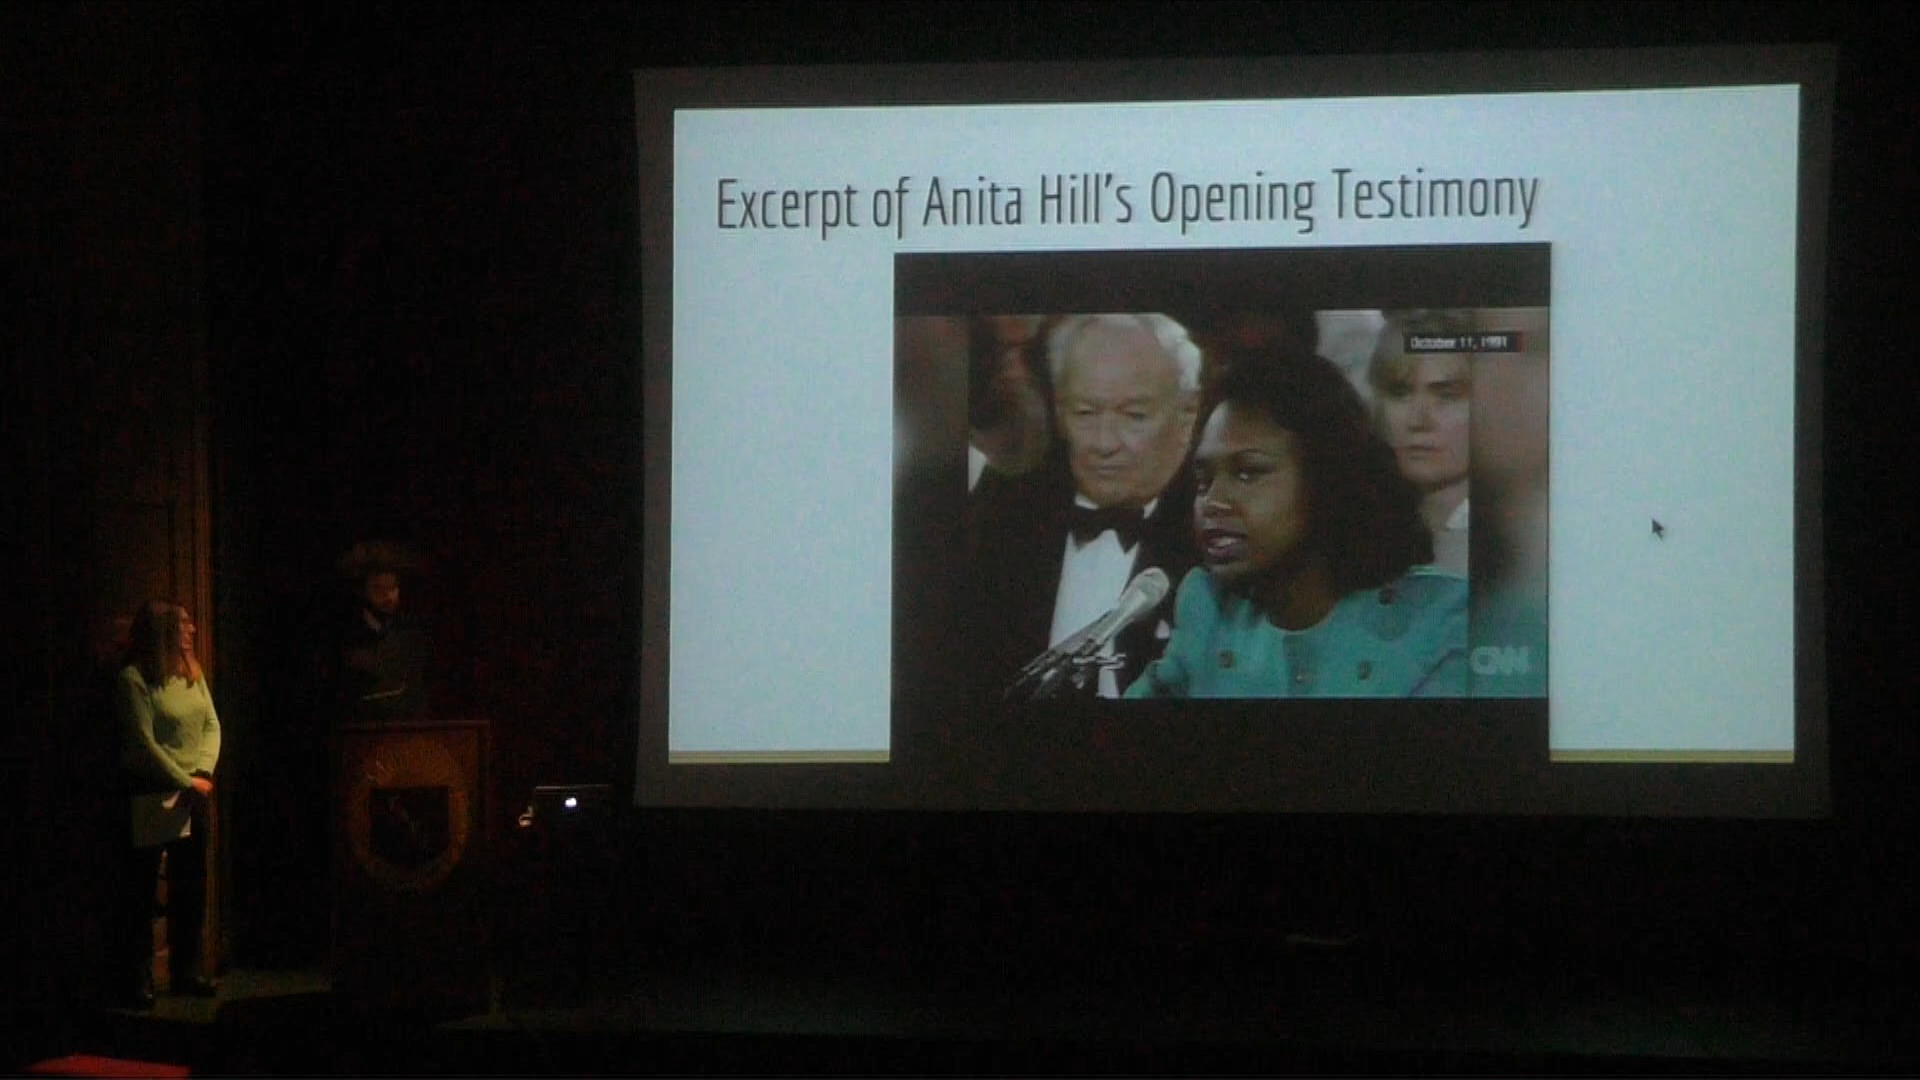 Excerpt of Anita Hill's Opening Testimony
October 11, 1991
CNN